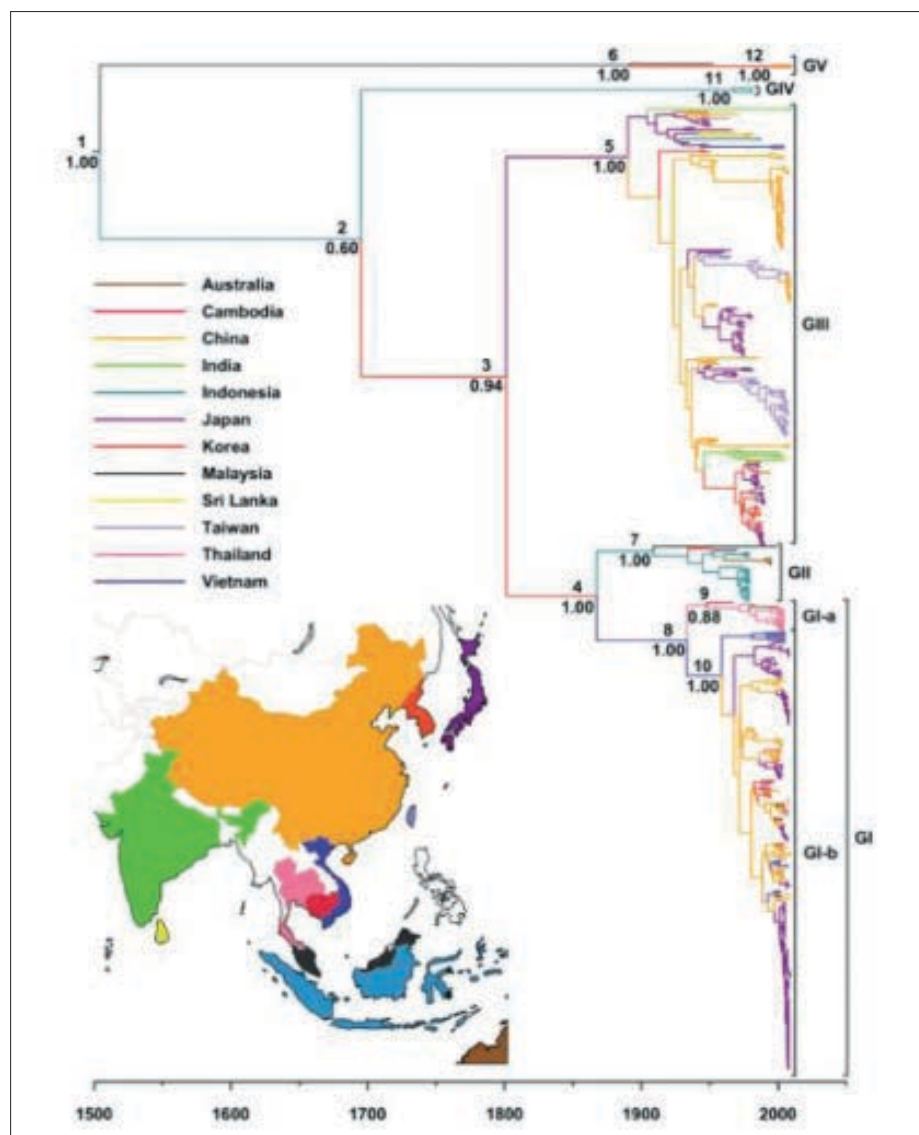 6
1.00
12
1.00
GV
11
1.00
GIV
1
1.00
5
1.00
2
0.60
Australia
Cambodia
China
India
Indonesia
Japan
Korea
Malaysia
Sri Lanka
Taiwan
Thailand
Vietnam
GIII
3
0.94
7
1.00
GII
4
1.00
9
0.88
GI-a
8
1.00
10
1.00
GI-b
GI
1500 1600 1700 1800 1900 2000